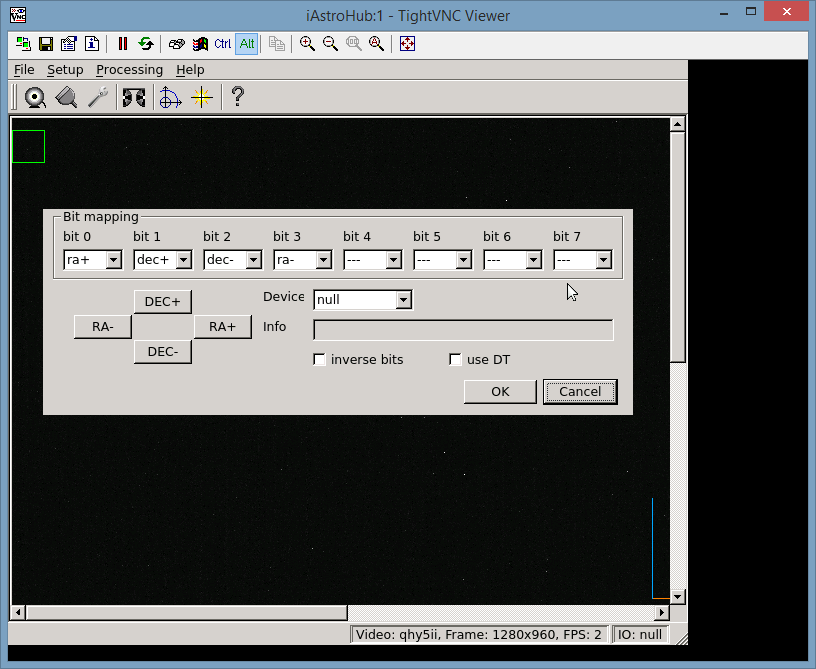 iAstroHub:1 - TightVNC Viewer
Ctrl Alt
File Setup Processing Help
Bit mapping
bit 0 bit 1 bit 2 bit 3 bit 4 bit 5 bit 6 bit 7
ra+ dec+ dec- ra- --- --- --- ---
DEC+
RA- RA+
DEC-
Device null
Info
inverse bits use DT
OK Cancel
Video: qhy5ii, Frame: 1280x960, FPS: 2 IO: null